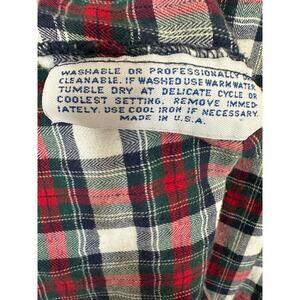 WASHABLE OR PROFESSIONALLY
CLEANABLE. IF WASHED USE WARM WATER
TUMBLE DRY AT DELICATE CYCLE OR
COOLEST SETTING. REMOVE IMMED-
IATELY. USE COOL IRON IF NECESSARY.
MADE IN U.S.A.